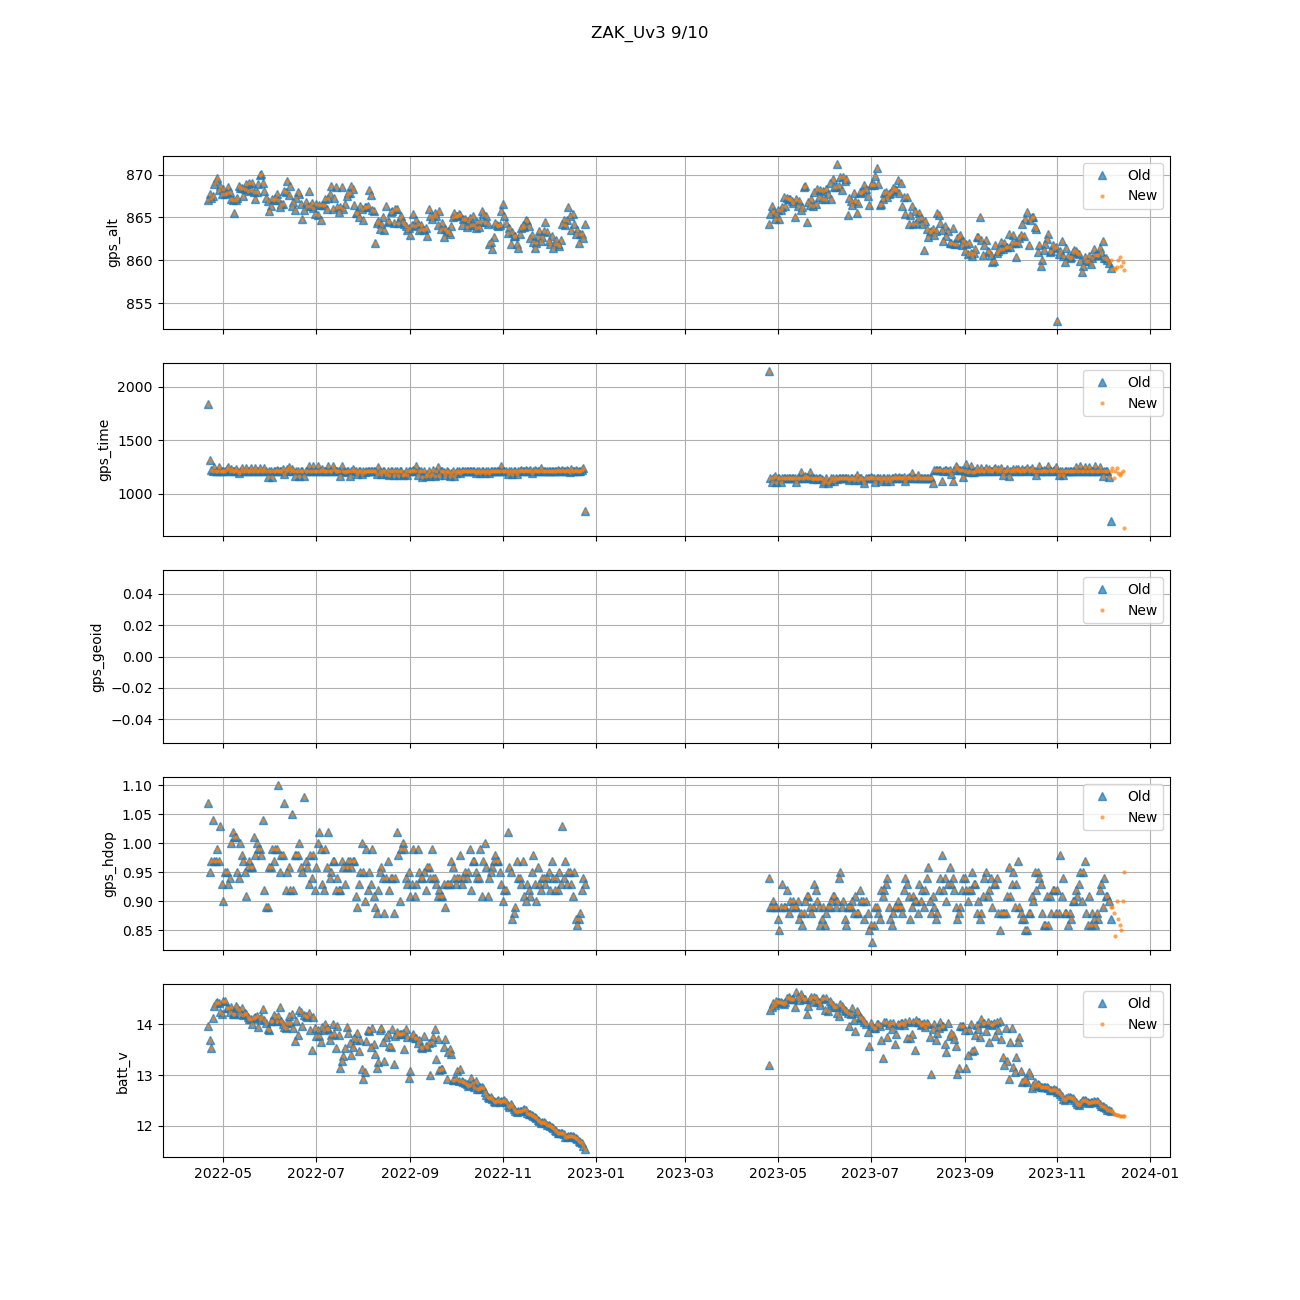 ZAK_Uv3 9/10
870
865
860
855
gps_alt
Old
New
2000
1500
1000
gps_time
Old
New
0.04
0.02
0.00
−0.02
−0.04
gps_geoid
Old
New
1.10
1.05
1.00
0.95
0.90
0.85
gps_hdop
Old
New
14
13
12
batt_v
Old
New
2022-05 2022-07 2022-09 2022-11 2023-01 2023-03 2023-05 2023-07 2023-09 2023-11 2024-01